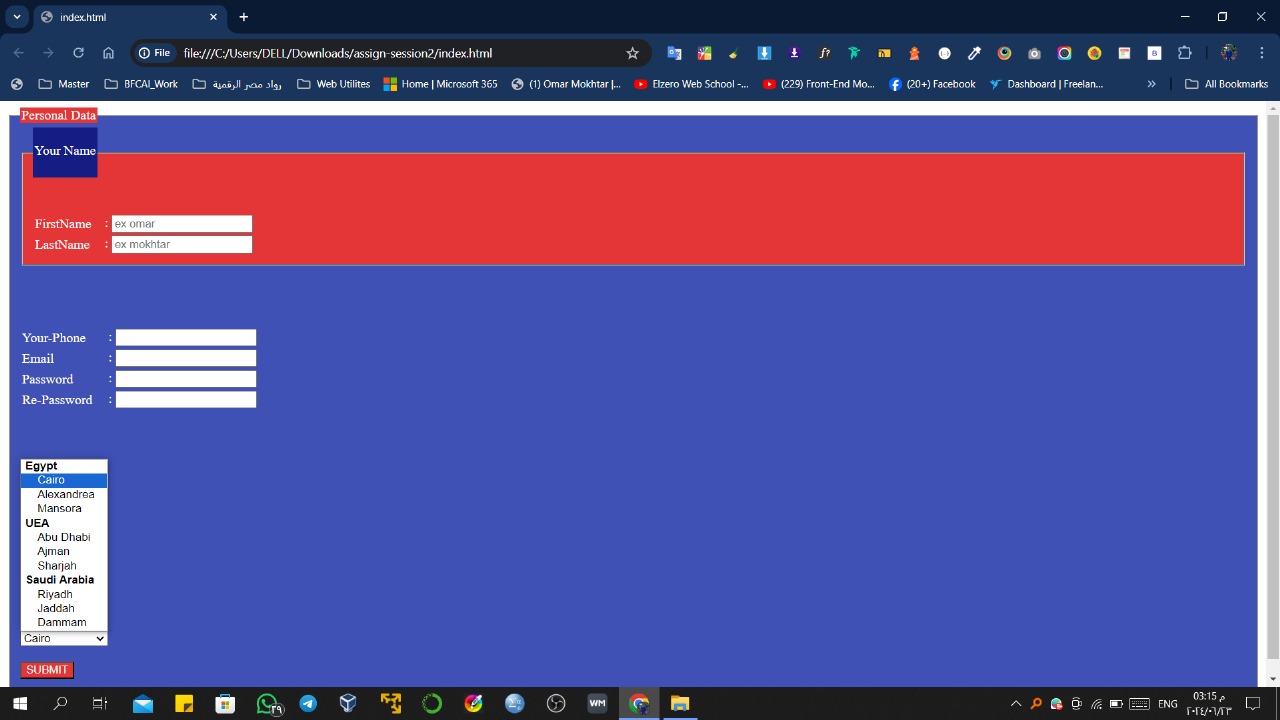 index.html
File
file:///C:/Users/DELL/Downloads/assign-session2/index.html
Master
BFCAI_Work
رواد مصر الرقمية
Web Utilites
Home | Microsoft 365
(1) Omar Mokhtar |...
Elzero Web School -...
(229) Front-End Mo...
(20+) Facebook
Dashboard | Freelan...
»
All Bookmarks
Personal Data
Your Name
FirstName : ex omar
LastName : ex mokhtar
Your-Phone :
Email :
Password :
Re-Password :
Egypt
Cairo
Alexandrea
Mansora
UEA
Abu Dhabi
Ajman
Sharjah
Saudi Arabia
Riyadh
Jaddah
Dammam
Cairo
SUBMIT
٢٩
WM
ENG
03:15 م